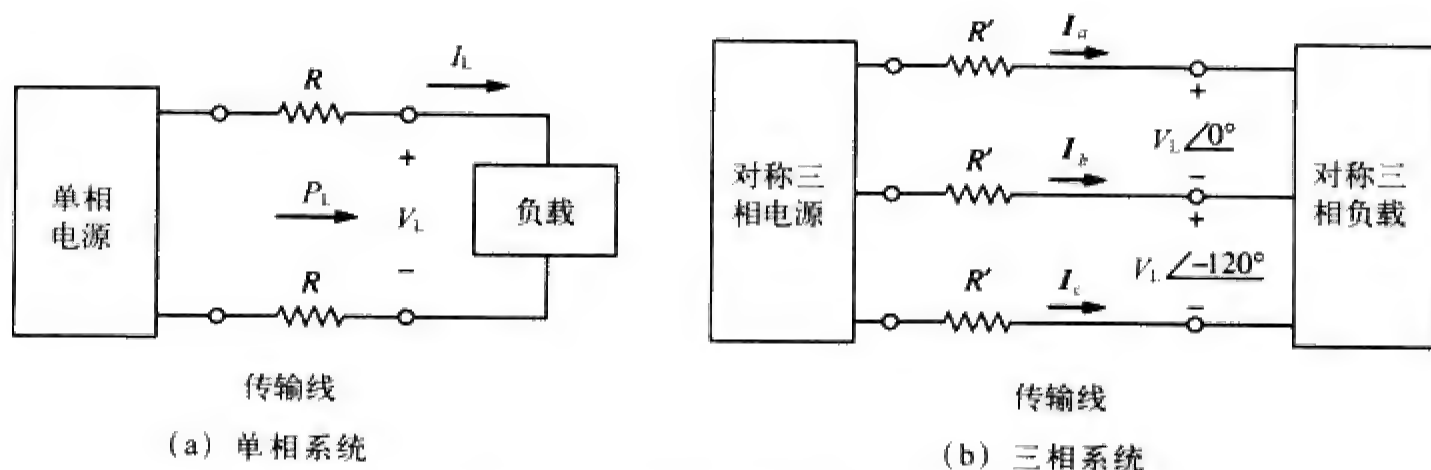 单相
电源
R
I_L
+
P_L
V_L
−
R
负载
传输线
(a) 单相系统
对称三
相电源
R'
I_a
+
V_L ∠0°
R'
I_b
−
+
V_L ∠−120°
R'
I_c
−
对称三
相负载
传输线
(b) 三相系统